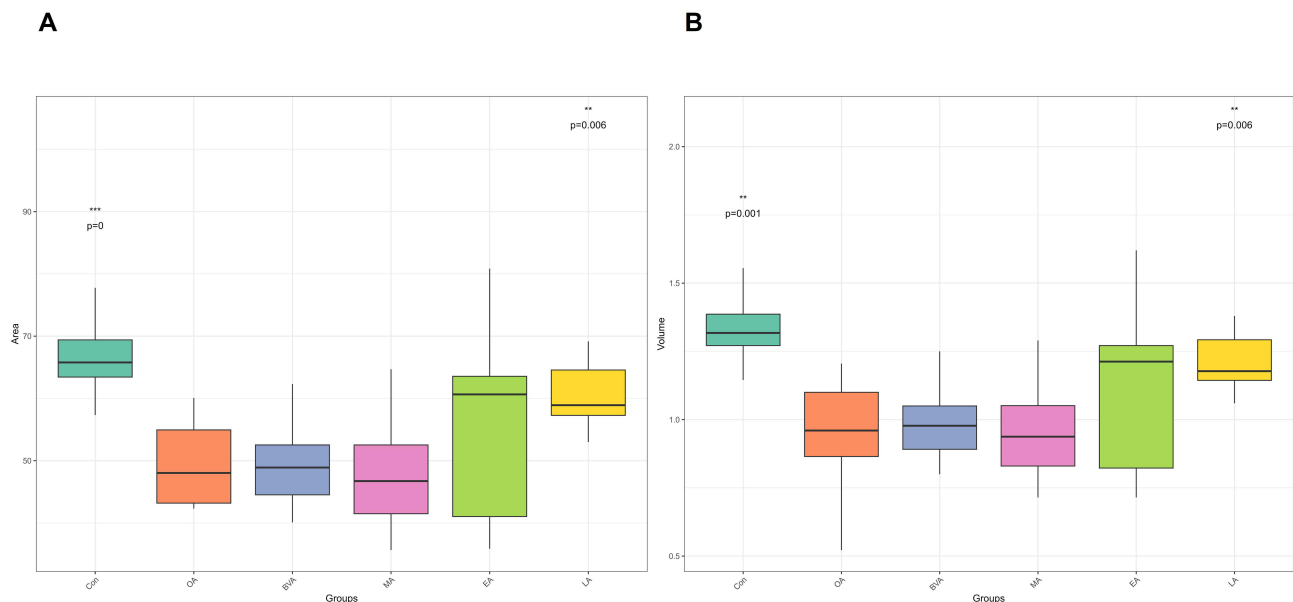 A
**
p=0.006
***
p=0
90
70
50
Area
Con
OA
BVA
MA
EA
LA
Groups
B
**
p=0.006
**
p=0.001
2.0
1.5
1.0
0.5
Volume
Con
OA
BVA
MA
EA
LA
Groups